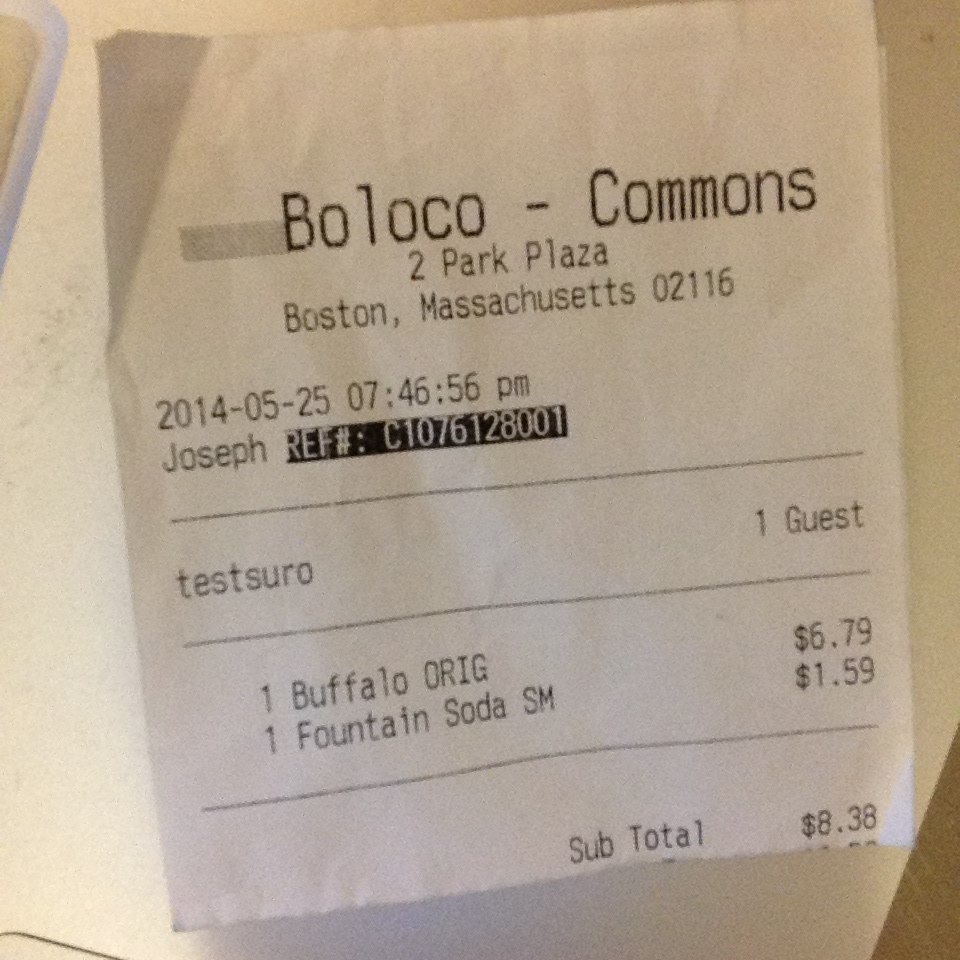 Boloco - Commons
2 Park Plaza
Boston, Massachusetts 02116
2014-05-25 07:46:56 pm
Joseph REF#: C1076128001
1 Guest
testsuro
1 Buffalo ORIG $6.79
1 Fountain Soda SM $1.59
Sub Total $8.38